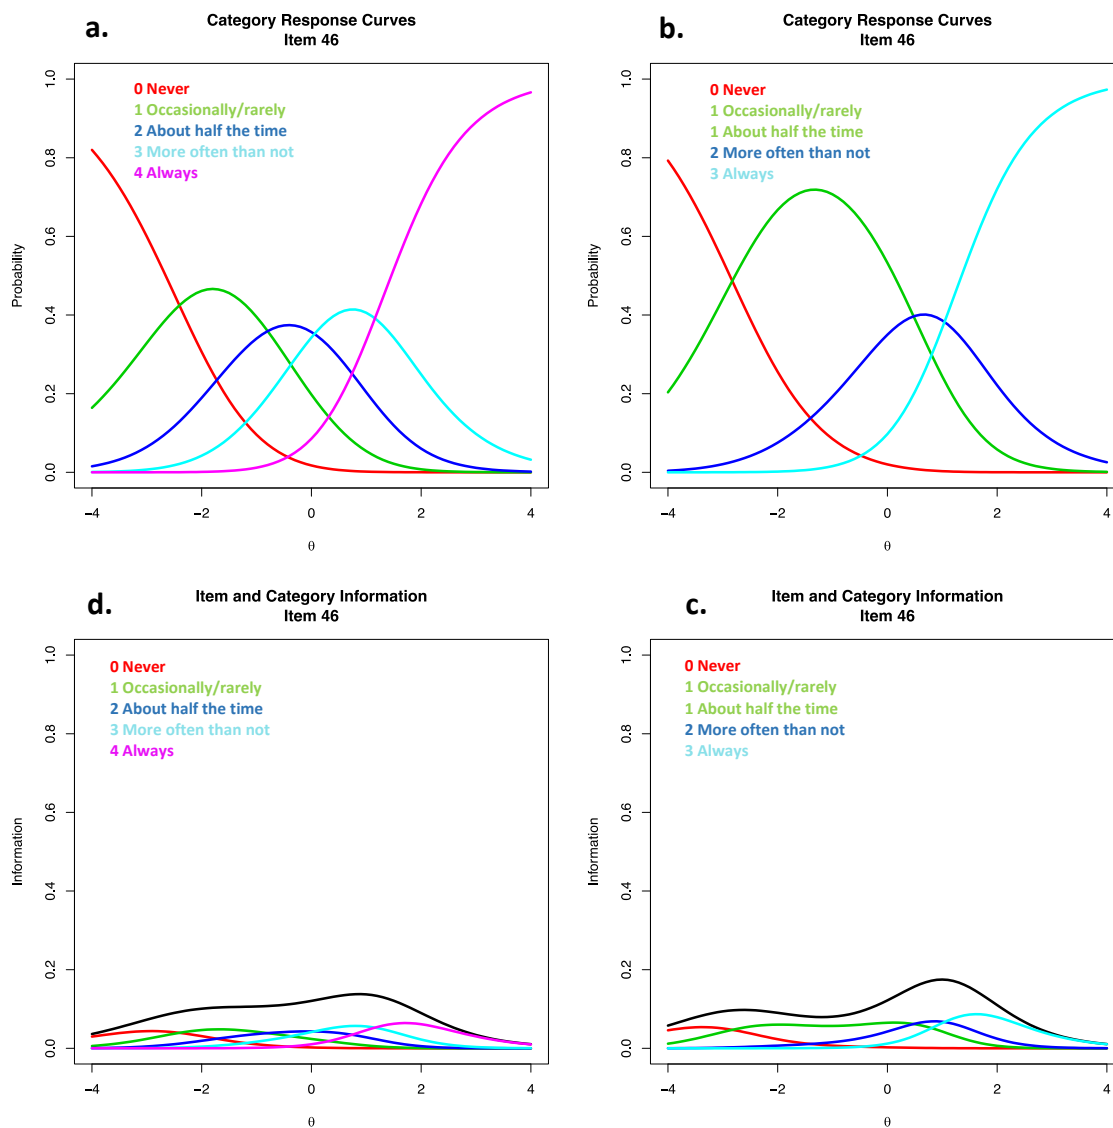 a.
Category Response Curves
Item 46
0 Never
1 Occasionally/rarely
2 About half the time
3 More often than not
4 Always
Probability
0.0
0.2
0.4
0.6
0.8
1.0
−4
−2
0
2
4
θ
b.
Category Response Curves
Item 46
0 Never
1 Occasionally/rarely
1 About half the time
2 More often than not
3 Always
Probability
0.0
0.2
0.4
0.6
0.8
1.0
−4
−2
0
2
4
θ
d.
Item and Category Information
Item 46
0 Never
1 Occasionally/rarely
2 About half the time
3 More often than not
4 Always
Information
0.0
0.2
0.4
0.6
0.8
1.0
−4
−2
0
2
4
θ
c.
Item and Category Information
Item 46
0 Never
1 Occasionally/rarely
1 About half the time
2 More often than not
3 Always
Information
0.0
0.2
0.4
0.6
0.8
1.0
−4
−2
0
2
4
θ